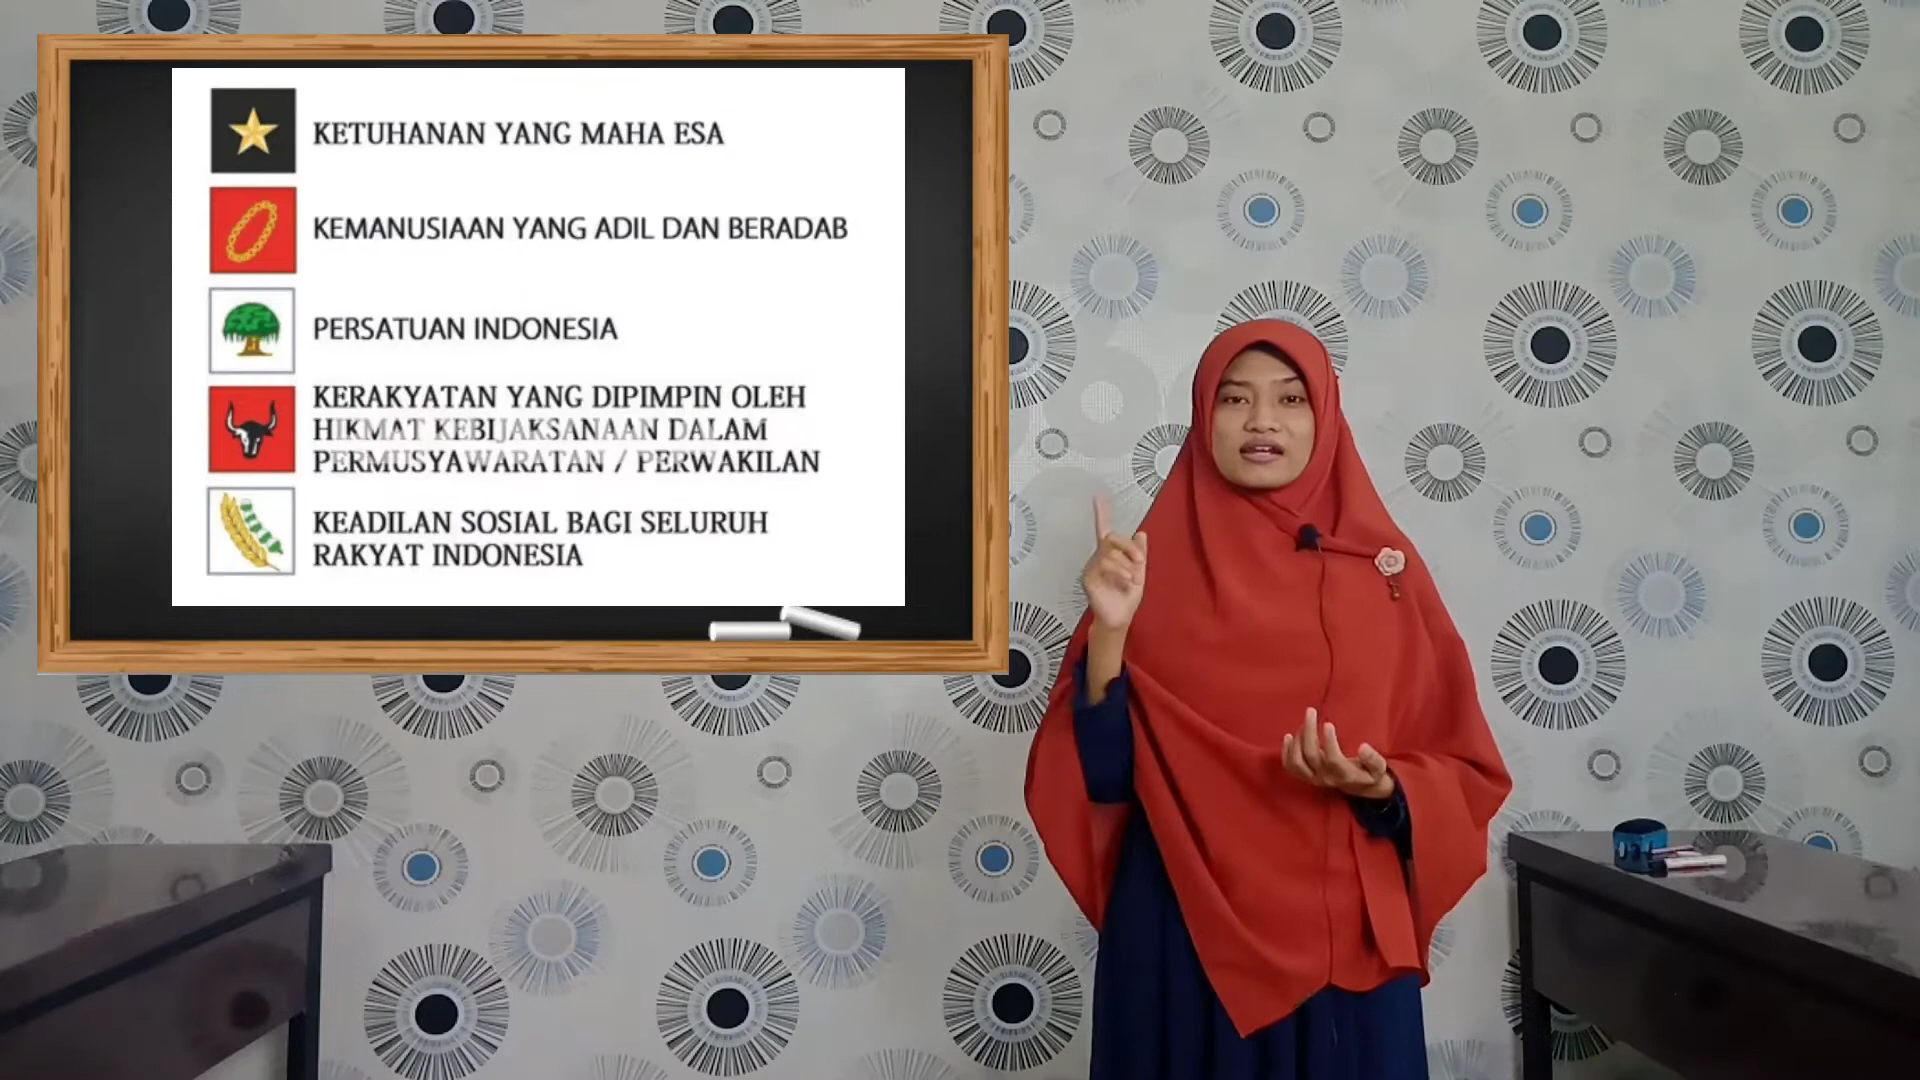 KETUHANAN YANG MAHA ESA
KEMANUSIAAN YANG ADIL DAN BERADAB
PERSATUAN INDONESIA
KERAKYATAN YANG DIPIMPIN OLEH
HIKMAT KEBIJAKSANAAN DALAM
PERMUSYAWARATAN / PERWAKILAN
KEADILAN SOSIAL BAGI SELURUH
RAKYAT INDONESIA